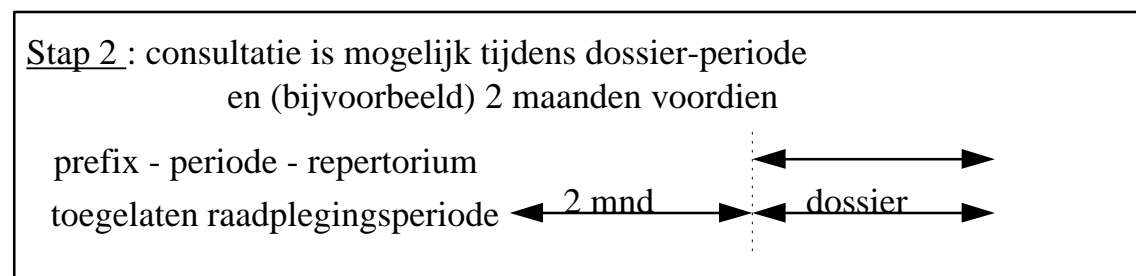 Stap 2 : consultatie is mogelijk tijdens dossier-periode
en (bijvoorbeeld) 2 maanden voordien
prefix - periode - repertorium
toegelaten raadplegingsperiode 2 mnd dossier